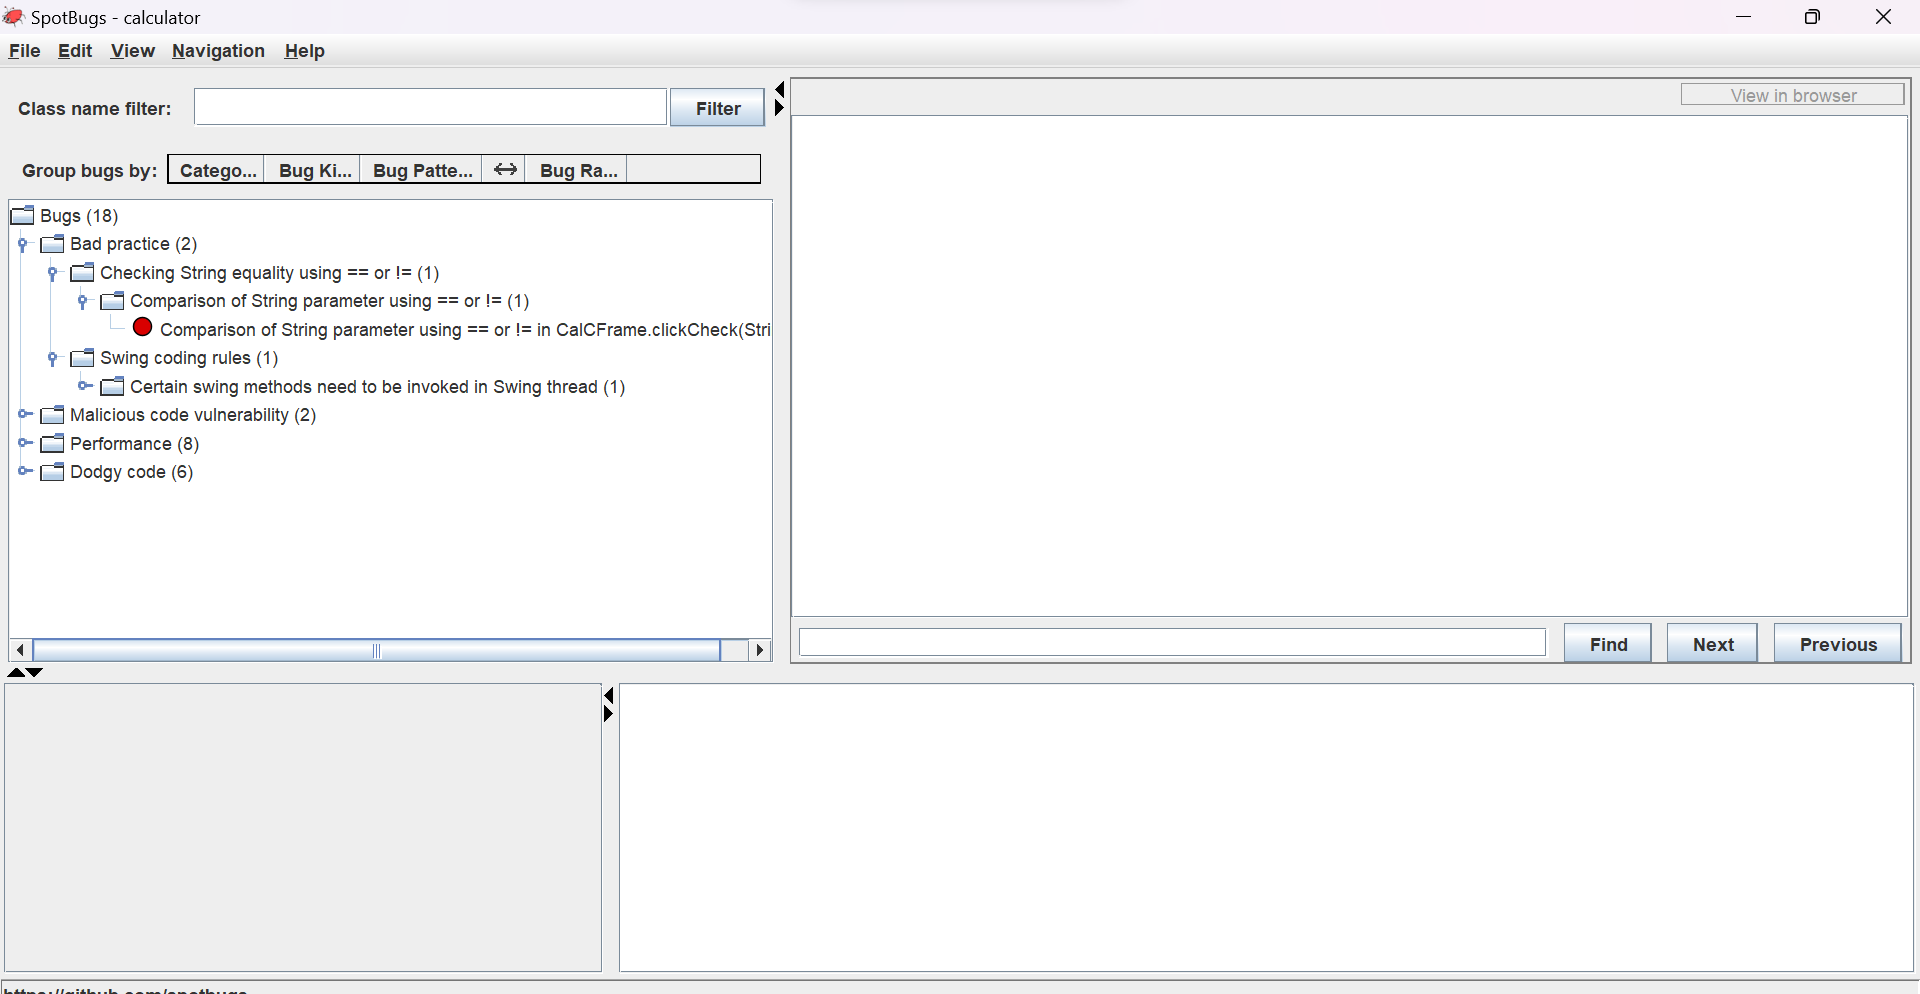 SpotBugs - calculator
File Edit View Navigation Help
Class name filter:
Filter
View in browser
Group bugs by: Catego... Bug Ki... Bug Patte... Bug Ra...
Bugs (18)
Bad practice (2)
Checking String equality using == or != (1)
Comparison of String parameter using == or != (1)
Comparison of String parameter using == or != in CalCFrame.clickCheck(Stri
Swing coding rules (1)
Certain swing methods need to be invoked in Swing thread (1)
Malicious code vulnerability (2)
Performance (8)
Dodgy code (6)
Find Next Previous
https://github.com/spotbugs